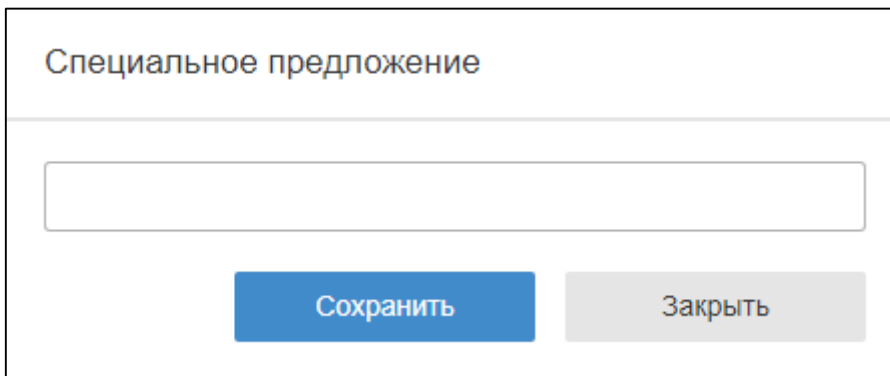 Специальное предложение
Сохранить
Закрыть